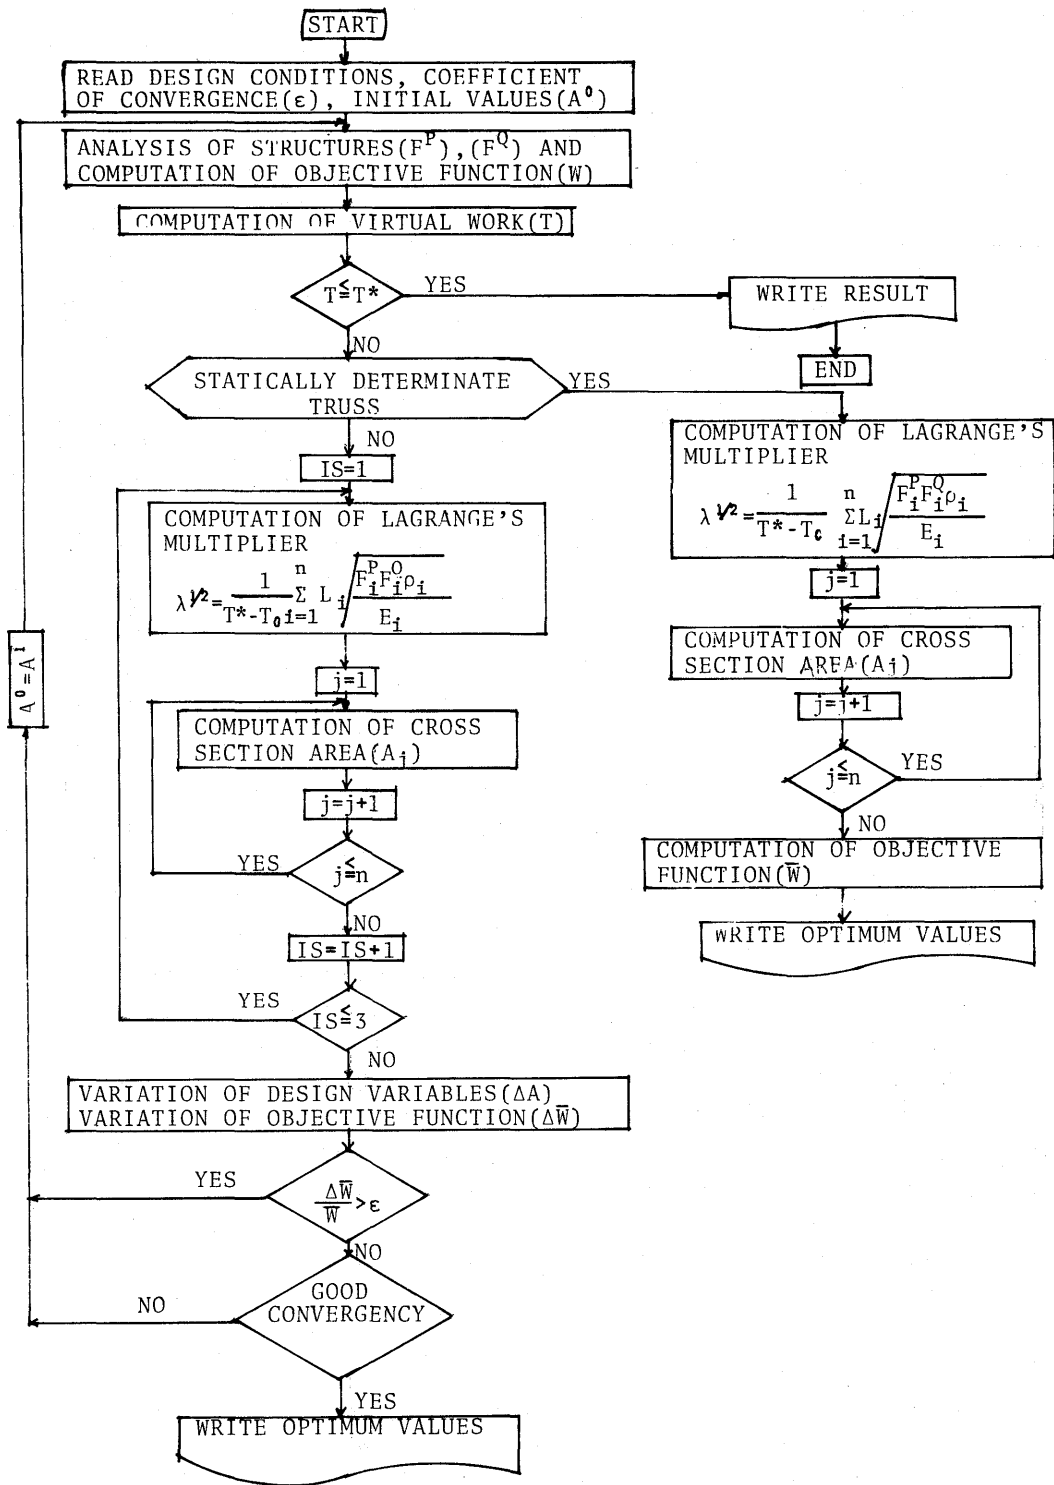 START
READ DESIGN CONDITIONS, COEFFICIENT
OF CONVERGENCE(ε), INITIAL VALUES(A⁰)
ANALYSIS OF STRUCTURES(Fᴾ),(F^Q) AND
COMPUTATION OF OBJECTIVE FUNCTION(W)
COMPUTATION OF VIRTUAL WORK(T)
T≦T*
YES
WRITE RESULT
NO
END
STATICALLY DETERMINATE
TRUSS
YES
NO
IS=1
COMPUTATION OF LAGRANGE'S
MULTIPLIER
λ^1/2 = 1/(T*-T₀) Σ_{i=1}^{n} L_i √(F_i^P F_i^Q ρ_i / E_i)
j=1
COMPUTATION OF CROSS
SECTION AREA(Aj)
j=j+1
YES
j≦n
NO
IS=IS+1
YES
IS≦3
NO
VARIATION OF DESIGN VARIABLES(ΔA)
VARIATION OF OBJECTIVE FUNCTION(ΔW̅)
YES
ΔW̅/W̅ >ε
NO
GOOD
CONVERGENCY
NO
YES
WRITE OPTIMUM VALUES
A⁰=A^i
COMPUTATION OF LAGRANGE'S
MULTIPLIER
λ^1/2 = 1/(T*-T₀) Σ_{i=1}^{n} L_i √(F_i^P F_i^Q ρ_i / E_i)
j=1
COMPUTATION OF CROSS
SECTION AREA(Aj)
j=j+1
j≦n
YES
NO
COMPUTATION OF OBJECTIVE
FUNCTION(W̅)
WRITE OPTIMUM VALUES